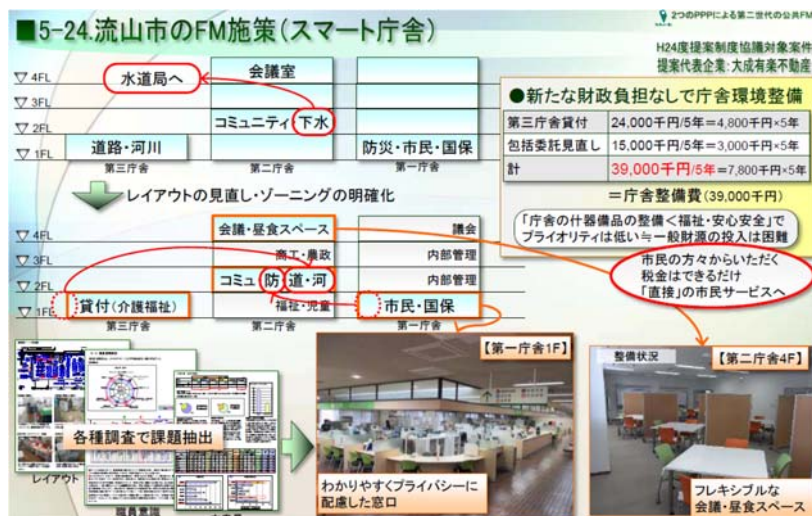 2つのPPPによる第二世代の公共FM
■5-24.流山市のFM施策(スマート庁舎)
H24度提案制度協議対象案件
提案代表企業:大成有楽不動産
水道局へ
▽4FL
会議室
▽3FL
▽2FL
コミュニティ・下水
▽1FL
道路・河川
防災・市民・国保
第三庁舎
第二庁舎
第一庁舎
●新たな財政負担なしで庁舎環境整備
第三庁舎貸付 24,000千円/5年=4,800千円×5年
包括委託見直し 15,000千円/5年=3,000千円×5年
計 39,000千円/5年=7,800千円×5年
=庁舎整備費(39,000千円)
「庁舎の什器備品の整備<福祉・安心安全」で
プライオリティは低い≒一般財源の投入は困難
レイアウトの見直し・ゾーニングの明確化
▽4FL
会議・昼食スペース
議会
▽3FL
商工・農政
内部管理
▽2FL
コミュ 防 道・河
内部管理
▽1FL
貸付(介護福祉)
福祉・児童
市民・国保
第三庁舎
第二庁舎
第一庁舎
市民の方々からいただく
税金はできるだけ
「直接」の市民サービスへ
各種調査で課題抽出
レイアウト
職員意識
【第一庁舎1F】
わかりやすくプライバシーに
配慮した窓口
整備状況
【第二庁舎4F】
フレキシブルな
会議・昼食スペース